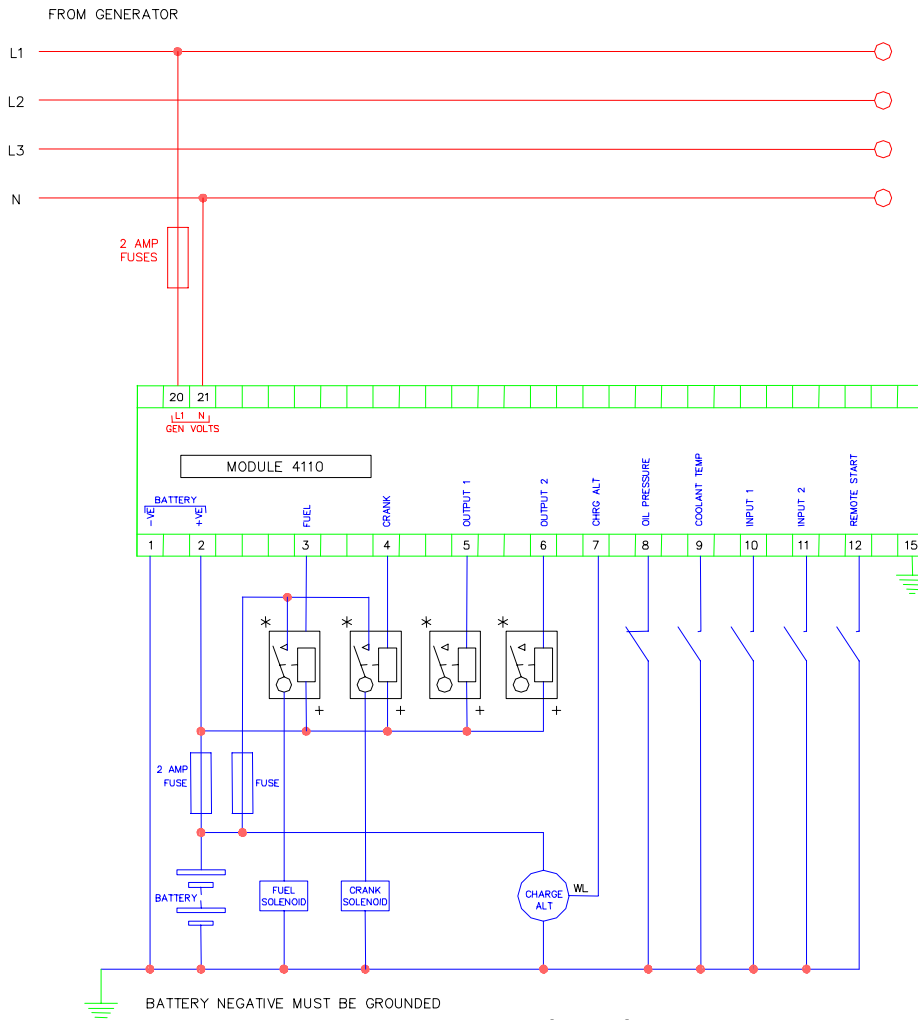 FROM GENERATOR
L1
L2
L3
N
2 AMP
FUSES
20 21
L1 N
GEN VOLTS
MODULE 4110
BATTERY
-VE
+VE
FUEL
CRANK
OUTPUT 1
OUTPUT 2
CHRG ALT
OIL PRESSURE
COOLANT TEMP
INPUT 1
INPUT 2
REMOTE START
1 2 3 4 5 6 7 8 9 10 11 12 15
* * * *
+ + + +
2 AMP
FUSE
FUSE
BATTERY
FUEL
SOLENOID
CRANK
SOLENOID
CHARGE
ALT
WL
BATTERY NEGATIVE MUST BE GROUNDED